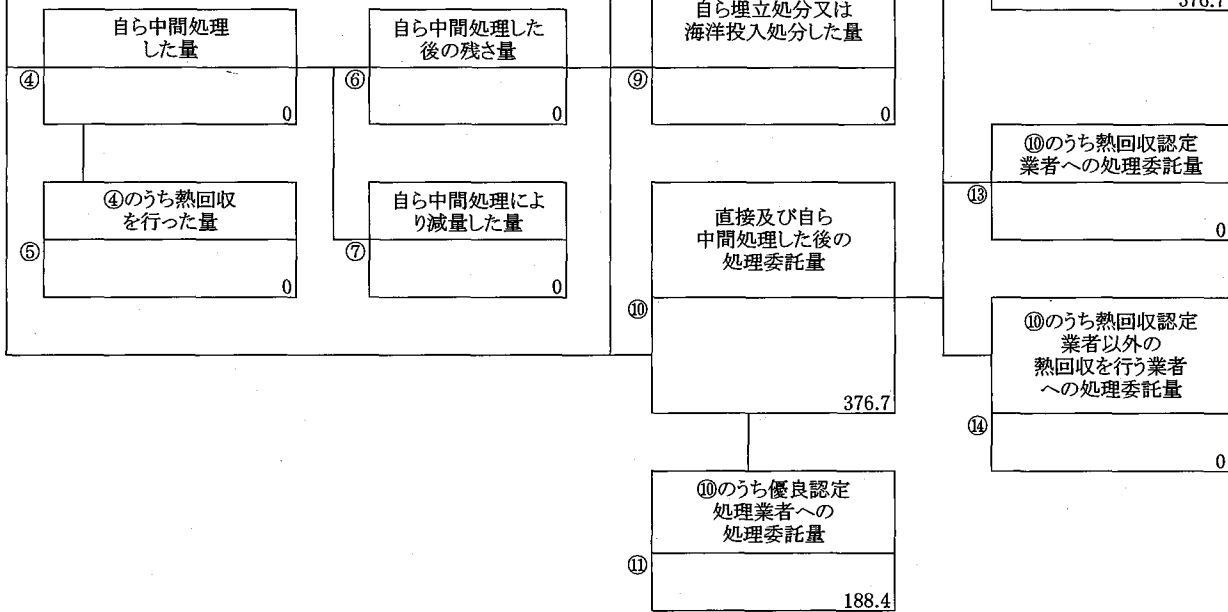 自ら中間処理
した量
④
0
自ら中間処理した
後の残さ量
⑥
0
自ら埋立処分又は
海洋投入処分した量
⑨
0
376.7
④のうち熱回収
を行った量
⑤
0
自ら中間処理によ
り減量した量
⑦
0
直接及び自ら
中間処理した後の
処理委託量
⑩
376.7
⑩のうち熱回収認定
業者への処理委託量
⑬
0
⑩のうち熱回収認定
業者以外の
熱回収を行う業者
への処理委託量
⑭
0
⑩のうち優良認定
処理業者への
処理委託量
⑪
188.4